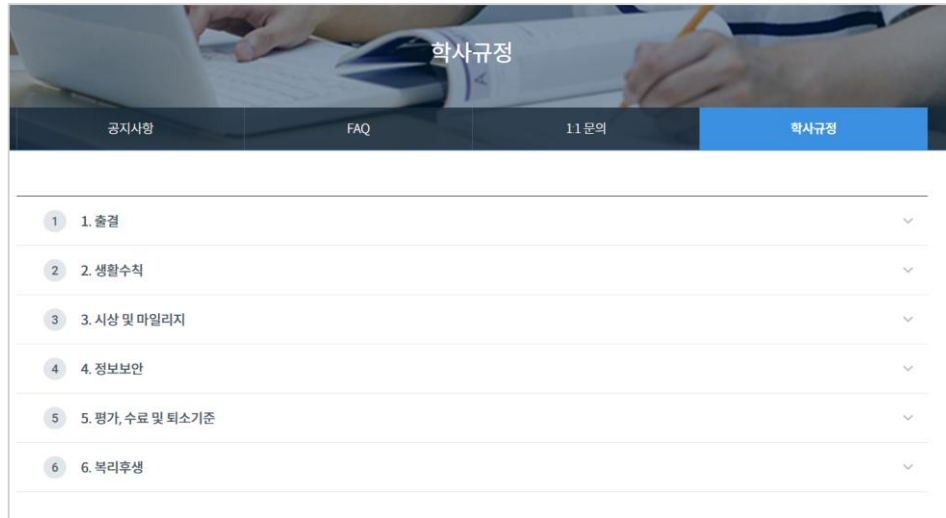 학사규정
공지사항 FAQ 11문의 학사규정
1 1. 출결
2 2. 생활수칙
3 3. 시상 및 마일리지
4 4. 정보보안
5 5. 평가, 수료 및 퇴소기준
6 6. 복리후생